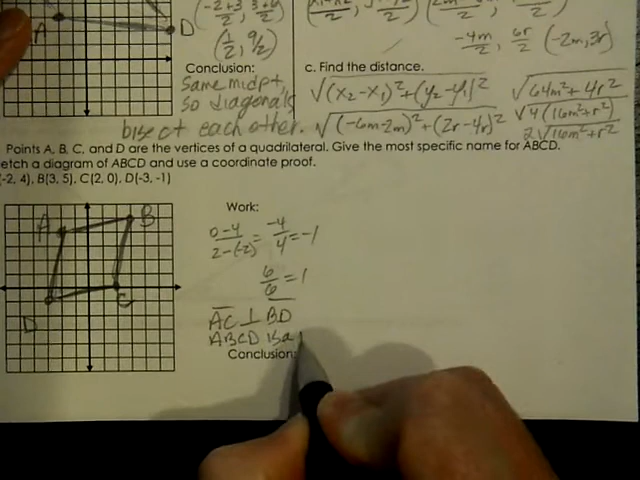 A
D
-2+3/2, 3+6/2
(1/2, 9/2)
-4m/2, 6r/2 (-2m, 3r)
Conclusion:
Same midpt
so diagonals
bisect each other.
c. Find the distance.
√(x₂-x₁)²+(y₂-y₁)²
√(-6m-2m)²+(2r-4r)²
√64m²+4r²
√4(16m²+r²)
2√16m²+r²
Points A, B, C, and D are the vertices of a quadrilateral. Give the most specific name for ABCD.
etch a diagram of ABCD and use a coordinate proof.
(-2, 4), B(3, 5), C(2, 0), D(-3, -1)
A
B
C
D
Work:
0-4/2-(-2) = -4/4 = -1
6/6 = 1
AC ⊥ BD
ABCD is a
Conclusion: